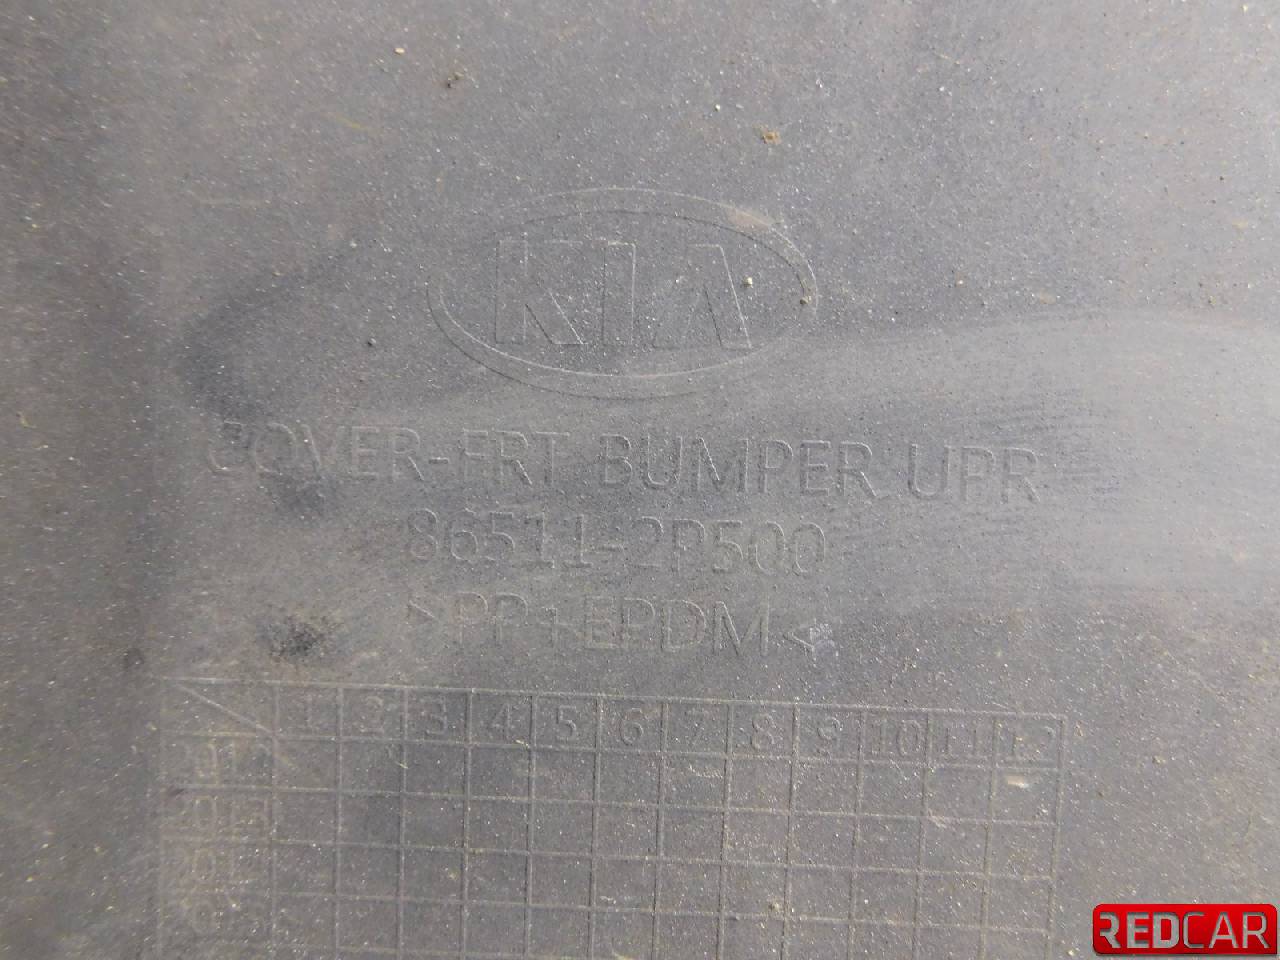 KIA
COVER-FRT BUMPER UPR
86511-2P500
>PP+EPDM<
1 2 3 4 5 6 7 8 9 10 11 12
2013
2014
REDCAR